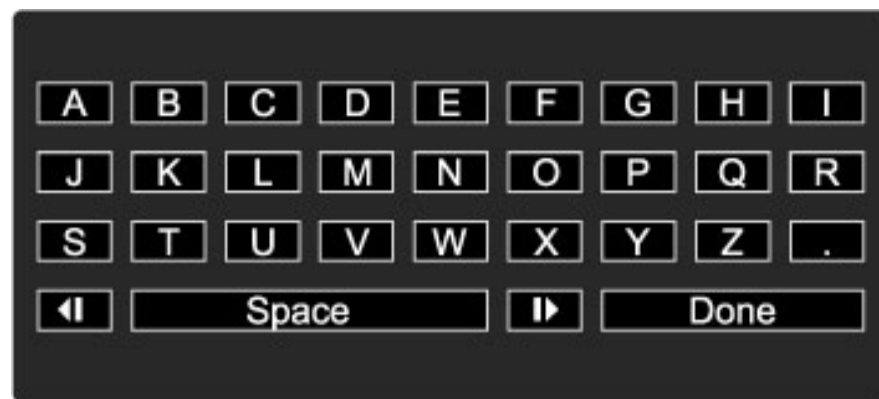 A B C D E F G H I
J K L M N O P Q R
S T U V W X Y Z .
Space Done